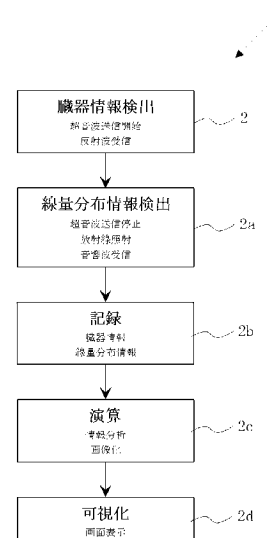 臓器情報検出
超音波送信開始
反射波受信
2
線量分布情報検出
超音波送信停止
放射線照射
音響波受信
2a
記録
臓器情報
線量分布情報
2b
演算
情報分析
画像化
2c
可視化
画面表示
2d